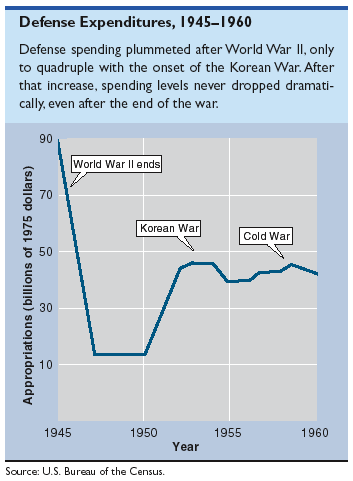 Defense Expenditures, 1945–1960
Defense spending plummeted after World War II, only
to quadruple with the onset of the Korean War. After
that increase, spending levels never dropped dramati-
cally, even after the end of the war.
Appropriations (billions of 1975 dollars)
90
70
50
30
10
World War II ends
Korean War
Cold War
1945
1950
1955
1960
Year
Source: U.S. Bureau of the Census.